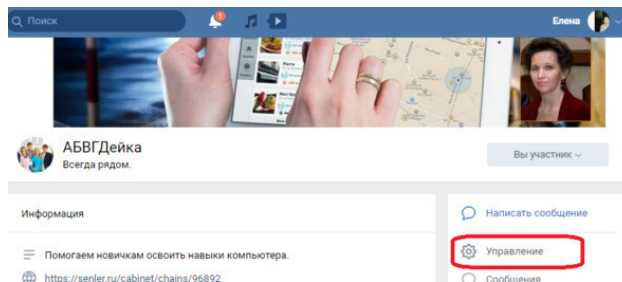 Поиск
Елена
АБВГДейка
Всегда рядом.
Вы участник
Информация
Написать сообщение
Помогаем новичкам освоить навыки компьютера.
Управление
https://senler.ru/cabinet/chains/96892
Сообщения